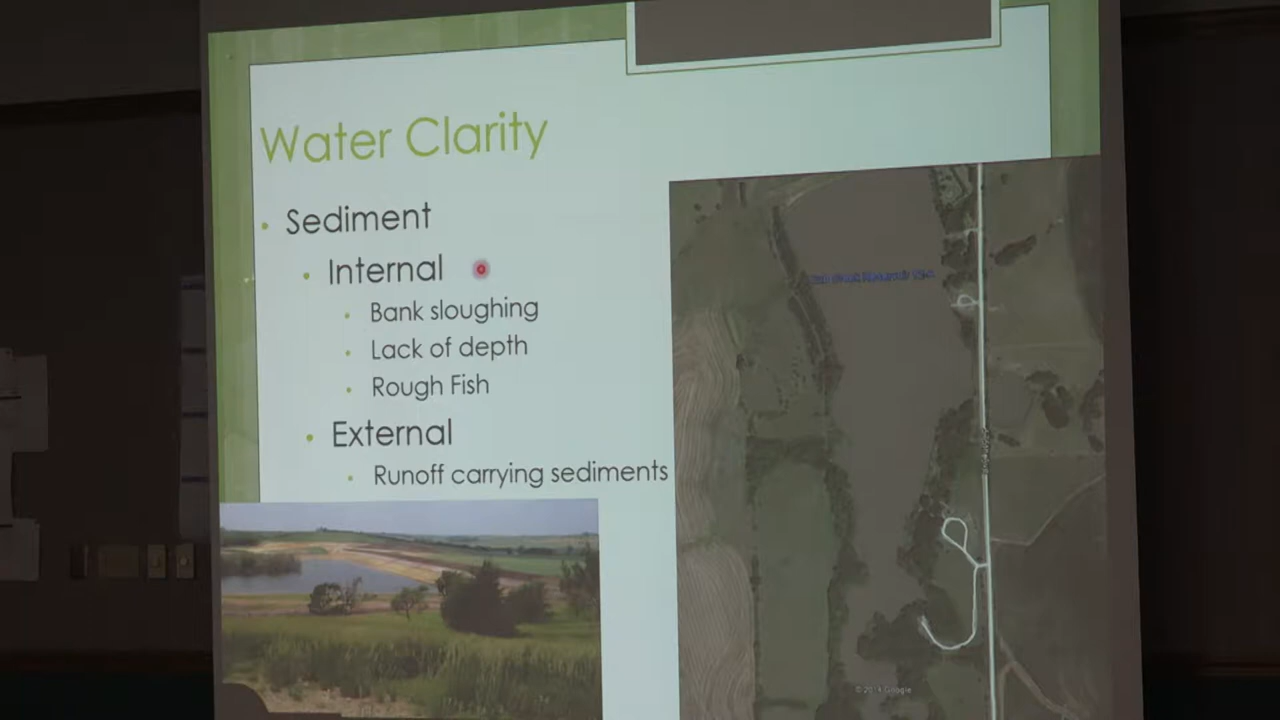 Water Clarity
Sediment
Internal
Bank sloughing
Lack of depth
Rough Fish
External
Runoff carrying sediments
© 2014 Google